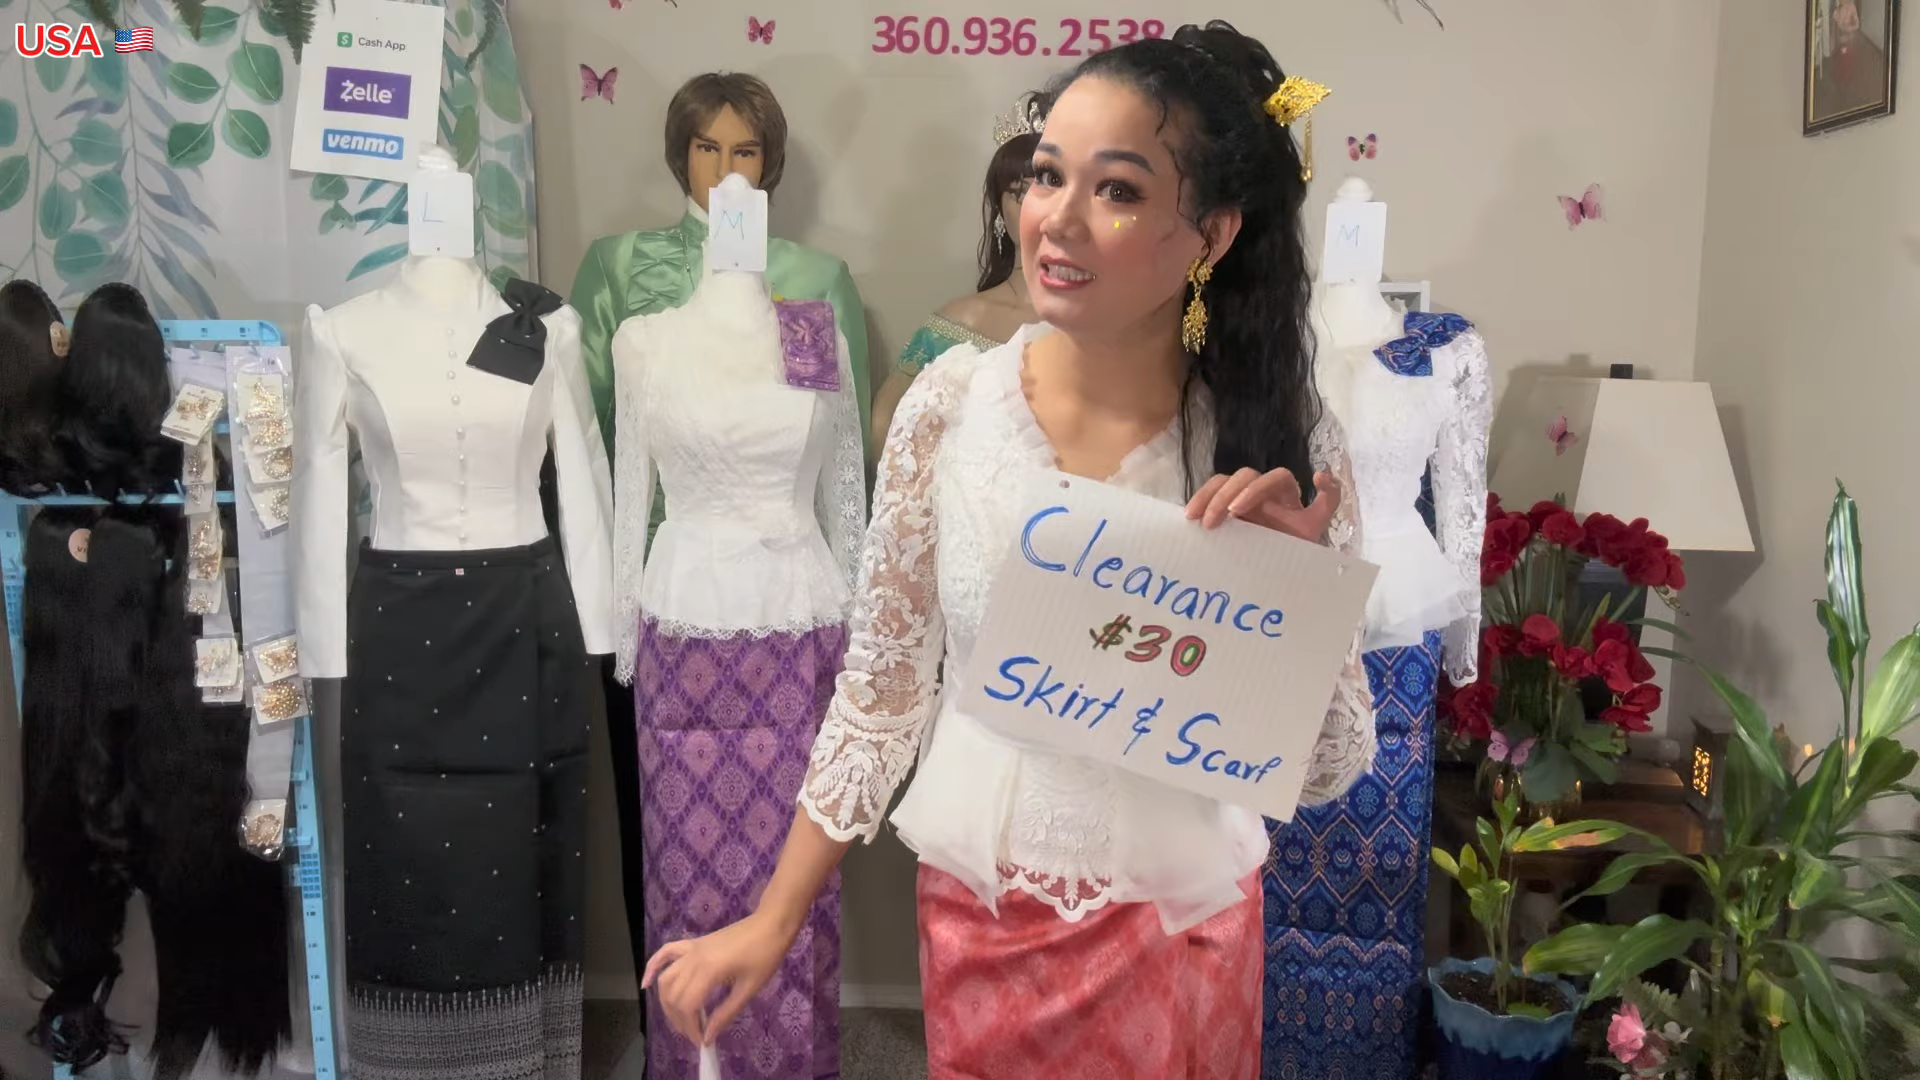 USA 🇺🇸
Cash App
Zelle
venmo
360.936.2538
L
M
M
Clearance
$30
Skirt & Scarf